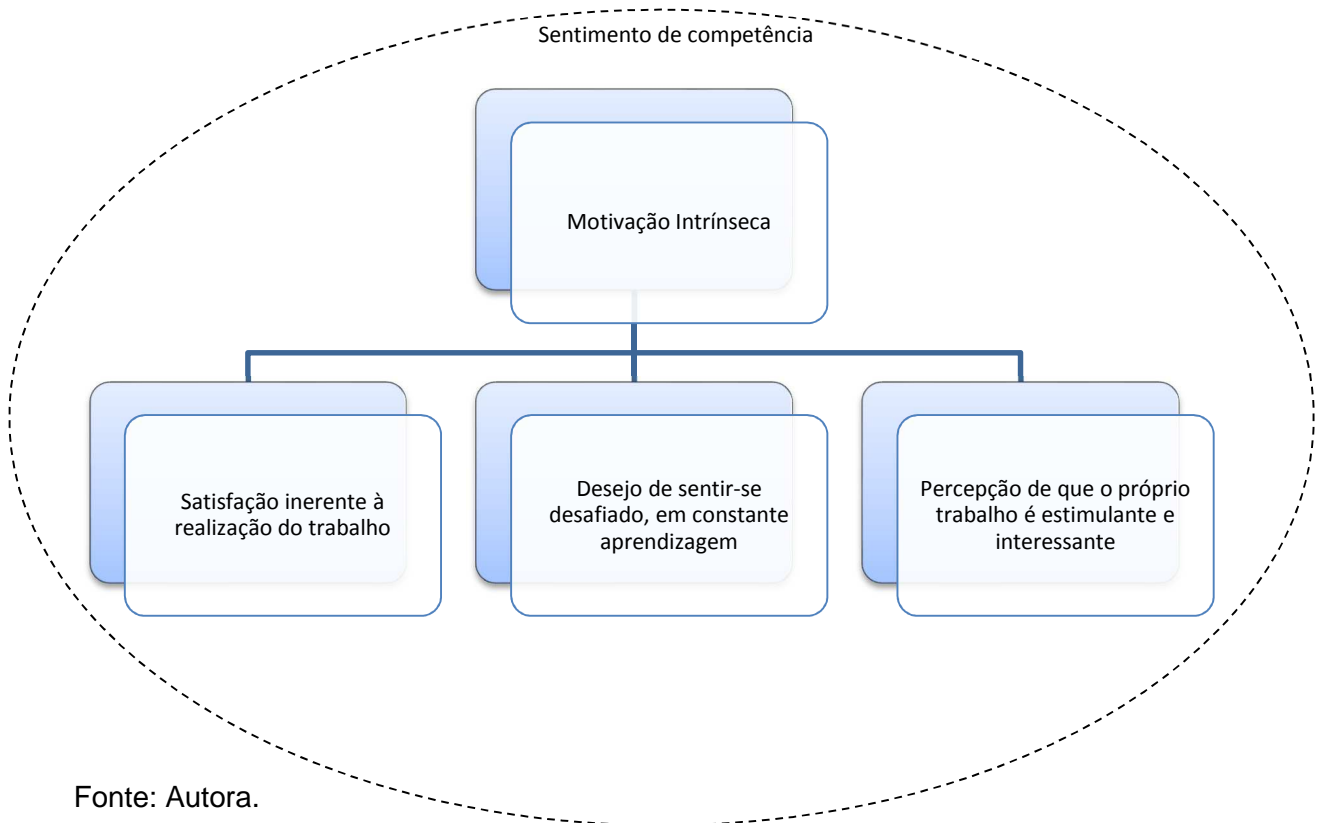 Sentimento de competência
Motivação Intrínseca
Satisfação inerente à
realização do trabalho
Desejo de sentir-se
desafiado, em constante
aprendizagem
Percepção de que o próprio
trabalho é estimulante e
interessante
Fonte: Autora.